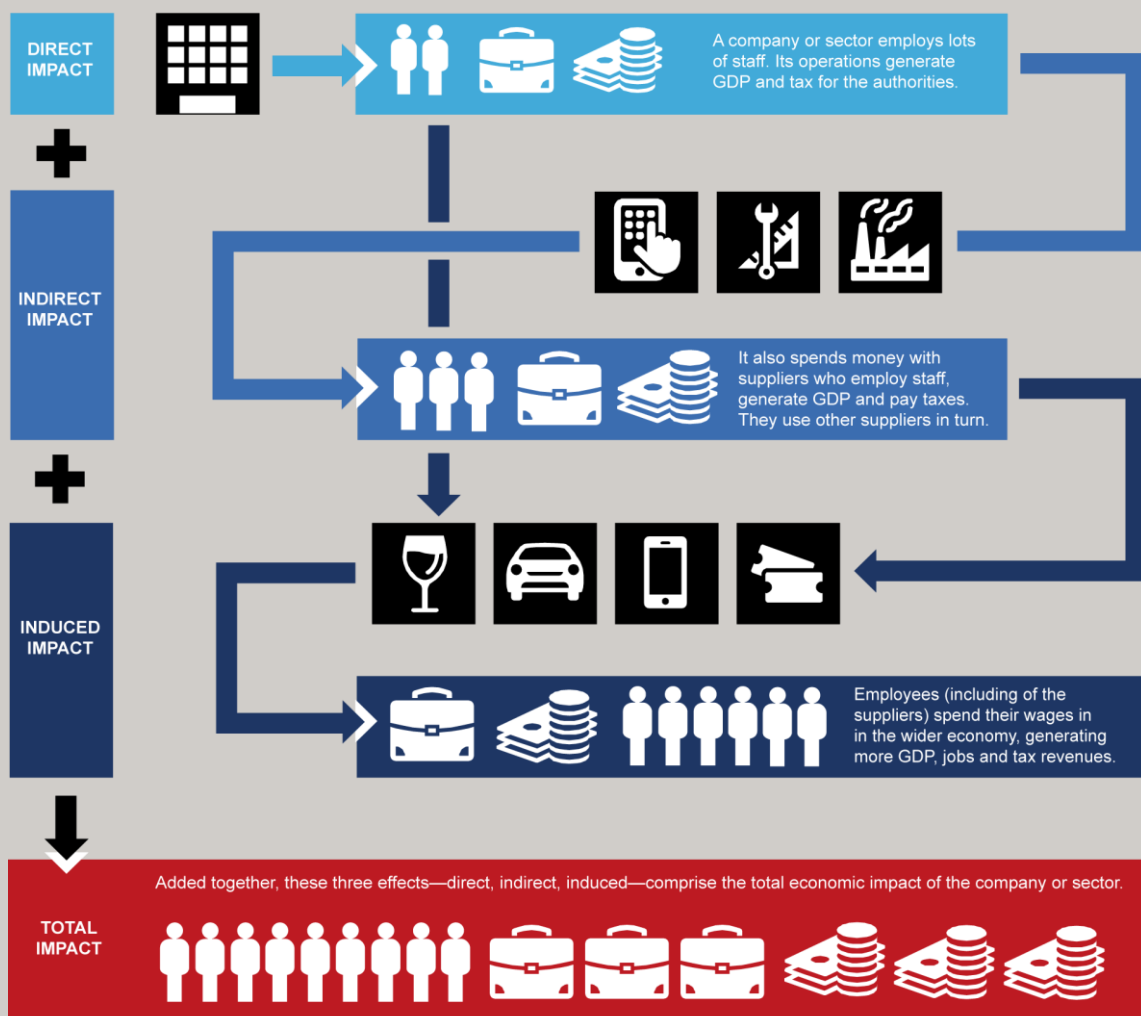 DIRECT
IMPACT
A company or sector employs lots
of staff. Its operations generate
GDP and tax for the authorities.
INDIRECT
IMPACT
It also spends money with
suppliers who employ staff,
generate GDP and pay taxes.
They use other suppliers in turn.
INDUCED
IMPACT
Employees (including of the
suppliers) spend their wages in
in the wider economy, generating
more GDP, jobs and tax revenues.
Added together, these three effects—direct, indirect, induced—comprise the total economic impact of the company or sector.
TOTAL
IMPACT